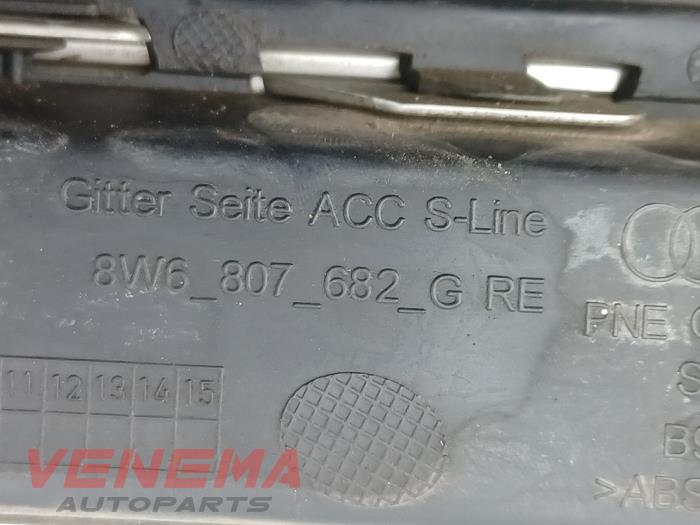 Gitter Seite ACC S-Line
8W6_807_682_G RE
PNE
11 12 13 14 15
>ABS
VENEMA
AUTOPARTS